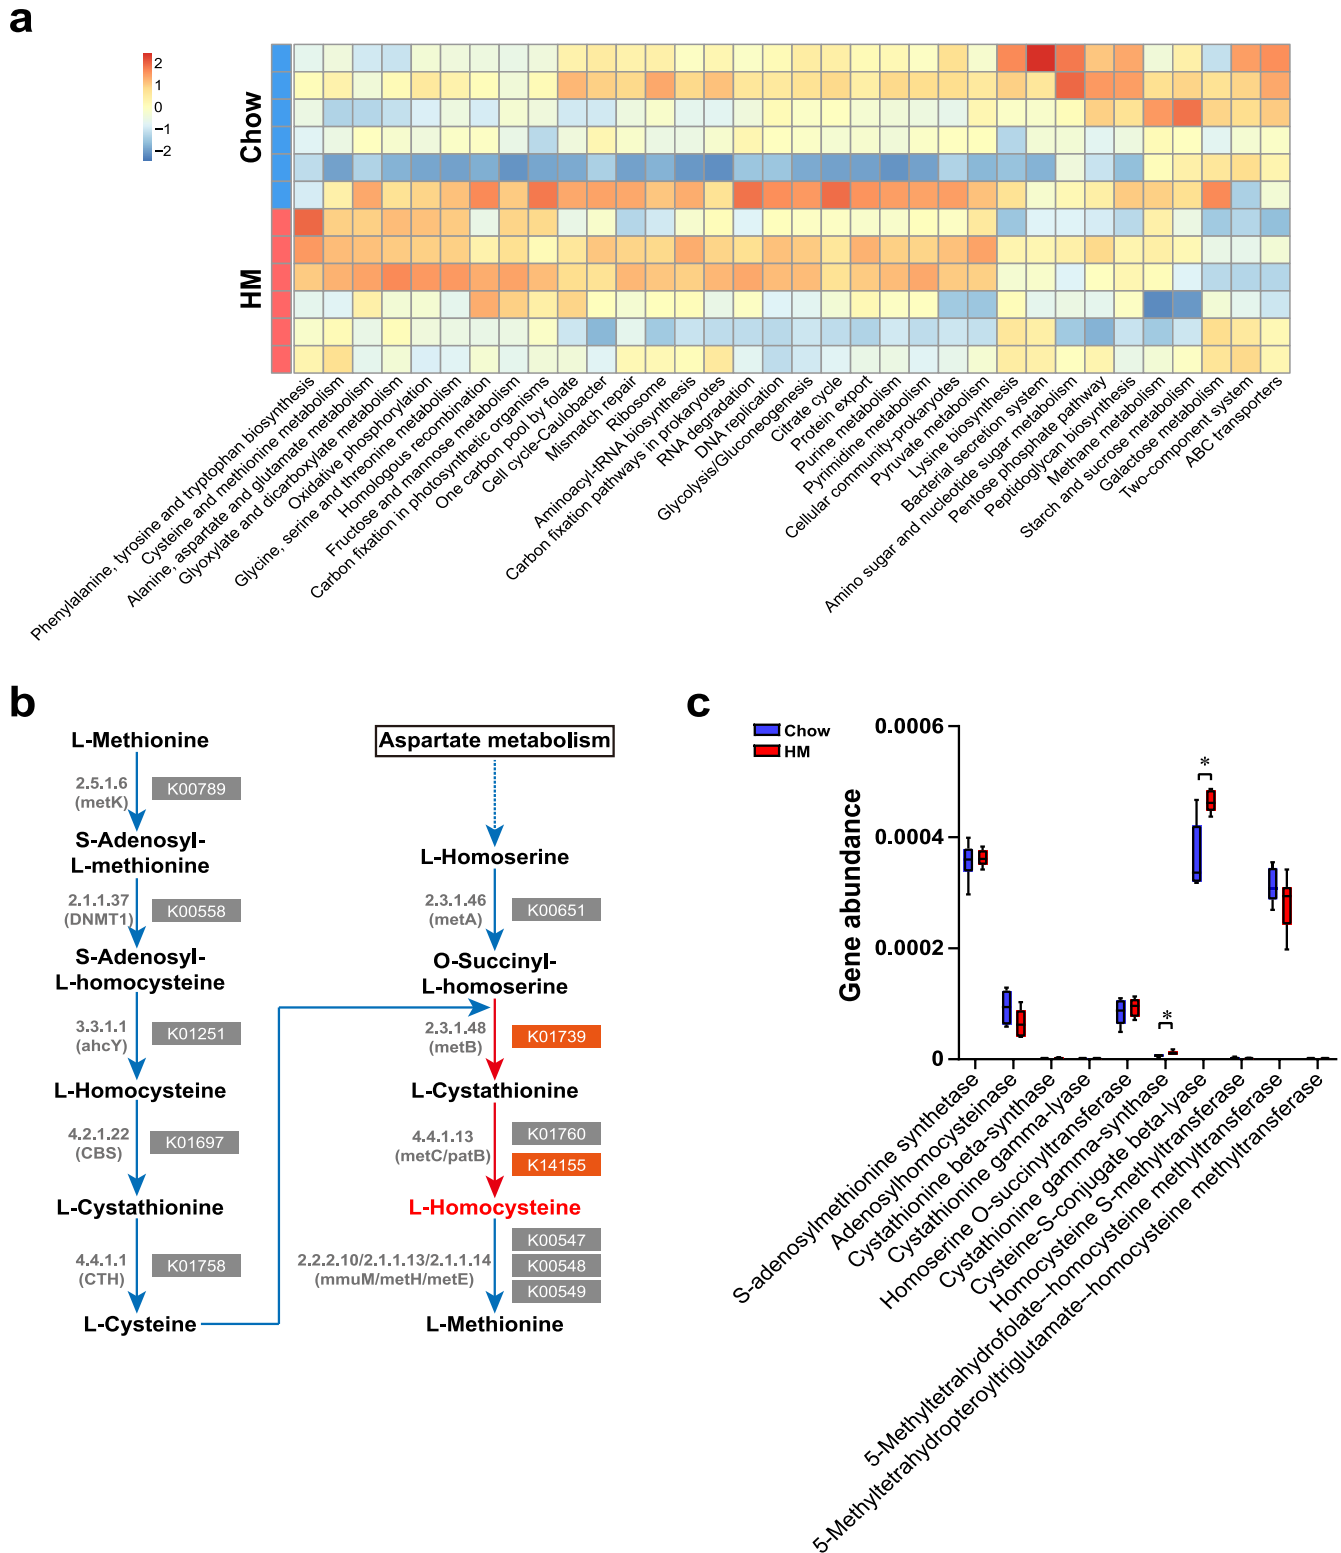 a
2
1
0
−1
−2
Chow
HM
Phenylalanine, tyrosine and tryptophan biosynthesis
Cysteine and methionine metabolism
Alanine, aspartate and glutamate metabolism
Glyoxylate and dicarboxylate metabolism
Oxidative phosphorylation
Glycine, serine and threonine metabolism
Homologous recombination
Fructose and mannose metabolism
Carbon fixation in photosynthetic organisms
One carbon pool by folate
Cell cycle-Caulobacter
Mismatch repair
Ribosome
Aminoacyl-tRNA biosynthesis
Carbon fixation pathways in prokaryotes
RNA degradation
DNA replication
Glycolysis/Gluconeogenesis
Citrate cycle
Protein export
Purine metabolism
Pyrimidine metabolism
Cellular community-prokaryotes
Pyruvate metabolism
Lysine biosynthesis
Bacterial secretion system
Amino sugar and nucleotide sugar metabolism
Pentose phosphate pathway
Peptidoglycan biosynthesis
Methane metabolism
Starch and sucrose metabolism
Galactose metabolism
Two-component system
ABC transporters
b
L-Methionine
2.5.1.6
(metK)
K00789
S-Adenosyl-
L-methionine
2.1.1.37
(DNMT1)
K00558
S-Adenosyl-
L-homocysteine
3.3.1.1
(ahcY)
K01251
L-Homocysteine
4.2.1.22
(CBS)
K01697
L-Cystathionine
4.4.1.1
(CTH)
K01758
L-Cysteine
Aspartate metabolism
L-Homoserine
2.3.1.46
(metA)
K00651
O-Succinyl-
L-homoserine
2.3.1.48
(metB)
K01739
L-Cystathionine
4.4.1.13
(metC/patB)
K01760
K14155
L-Homocysteine
2.2.2.10/2.1.1.13/2.1.1.14
(mmuM/metH/metE)
K00547
K00548
K00549
L-Methionine
c
Chow
HM
Gene abundance
0.0006
0.0004
0.0002
0
*
*
S-adenosylmethionine synthetase
Adenosylhomocysteinase
Cystathionine beta-synthase
Cystathionine gamma-lyase
Homoserine O-succinyltransferase
Cystathionine gamma-synthase
Cysteine-S-conjugate beta-lyase
Homocysteine S-methyltransferase
5-Methyltetrahydrofolate--homocysteine methyltransferase
5-Methyltetrahydropteroyltriglutamate--homocysteine methyltransferase